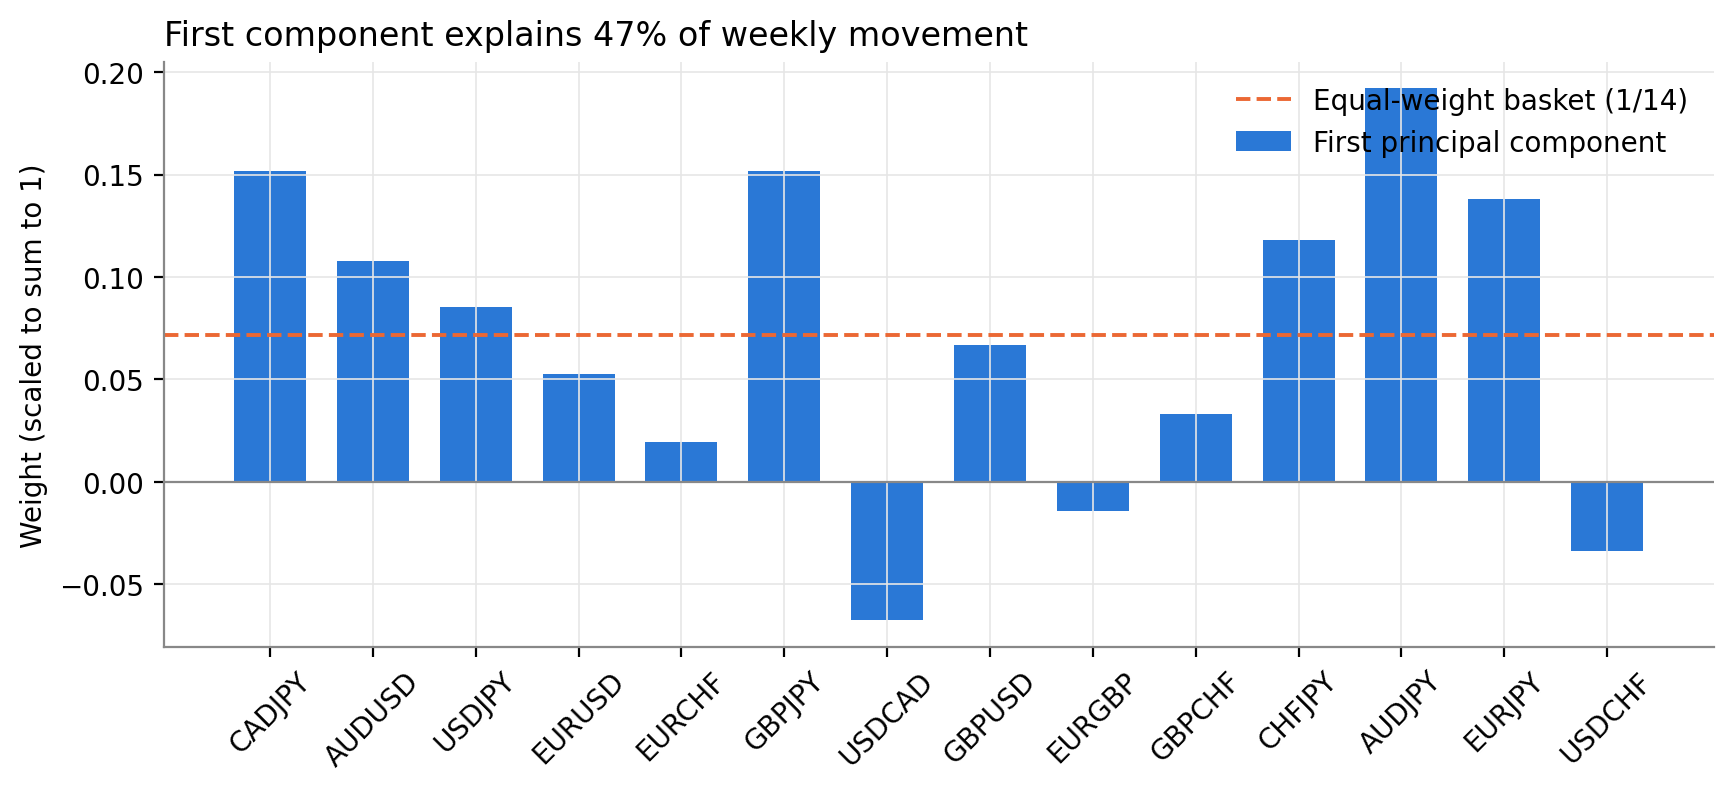 First component explains 47% of weekly movement
Weight (scaled to sum to 1)
0.20
0.15
0.10
0.05
0.00
−0.05
Equal-weight basket (1/14)
First principal component
CADJPY
AUDUSD
USDJPY
EURUSD
EURCHF
GBPJPY
USDCAD
GBPUSD
EURGBP
GBPCHF
CHFJPY
AUDJPY
EURJPY
USDCHF